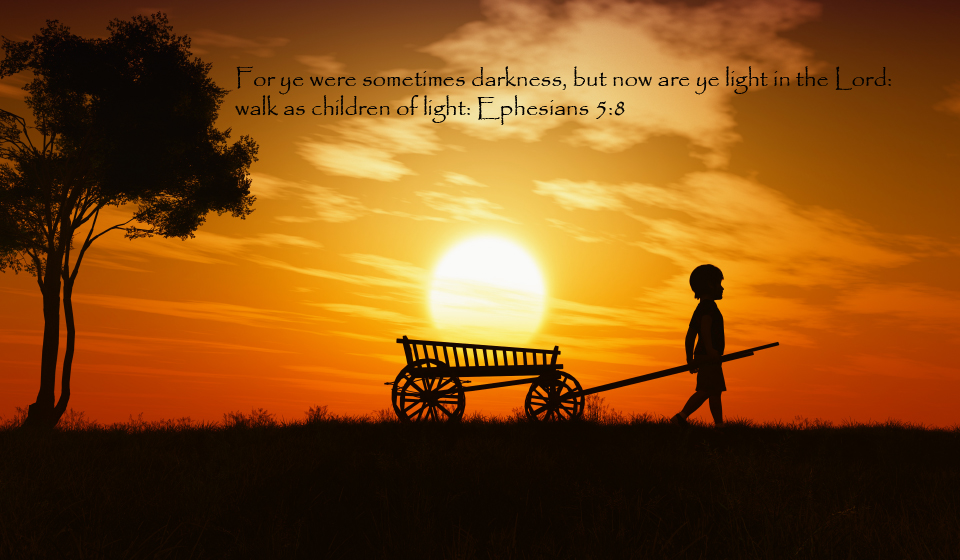 For ye were sometimes darkness, but now are ye light in the Lord:
walk as children of light: Ephesians 5:8